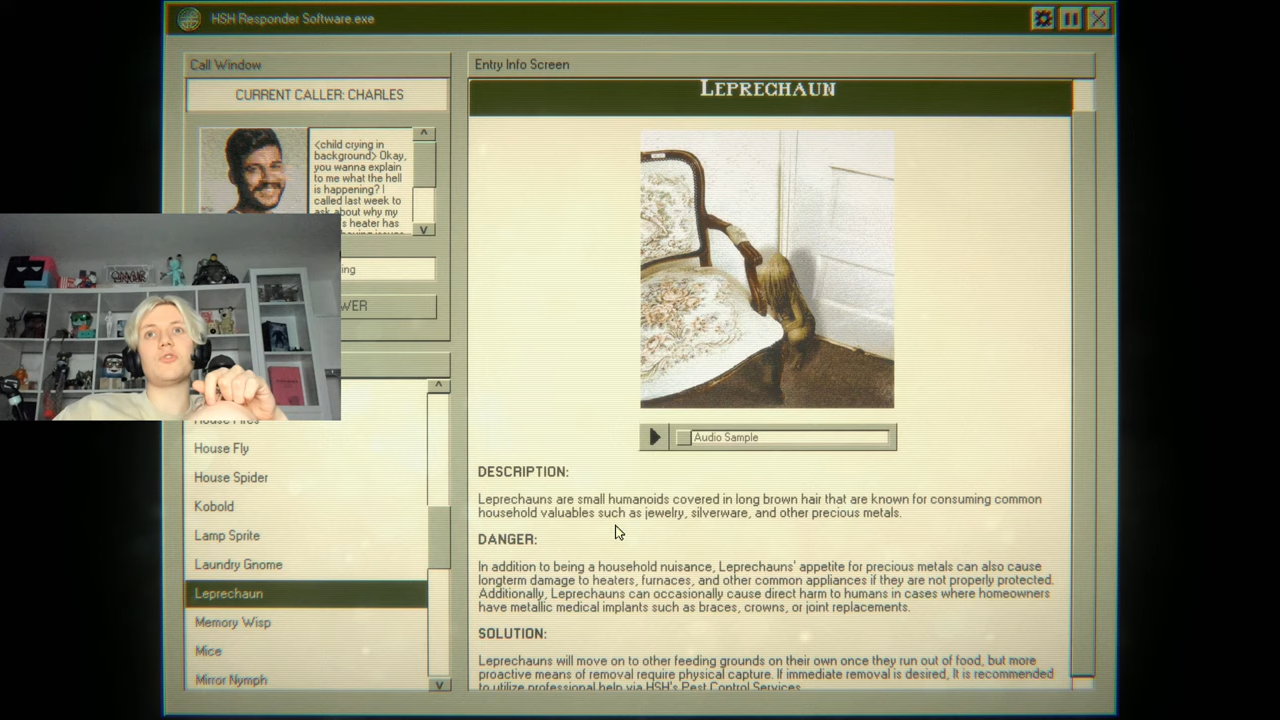 HSH Responder Software.exe
Call Window
CURRENT CALLER: CHARLES
<child crying in
background> Okay,
you wanna explain
to me what the hell
is happening? I
called last week to
ask about why my
heater has
House Fly
House Spider
Kobold
Lamp Sprite
Laundry Gnome
Leprechaun
Memory Wisp
Mice
Mirror Nymph
Entry Info Screen
LEPRECHAUN
Audio Sample
DESCRIPTION:
Leprechauns are small humanoids covered in long brown hair that are known for consuming common
household valuables such as jewelry, silverware, and other precious metals.
DANGER:
In addition to being a household nuisance, Leprechauns' appetite for precious metals can also cause
longterm damage to heaters, furnaces, and other common appliances if they are not properly protected.
Additionally, Leprechauns can occasionally cause direct harm to humans in cases where homeowners
have metallic medical implants such as braces, crowns, or joint replacements.
SOLUTION:
Leprechauns will move on to other feeding grounds on their own once they run out of food, but more
proactive means of removal require physical capture. If immediate removal is desired, It is recommended
to utilize professional help via HSH's Pest Control Services.